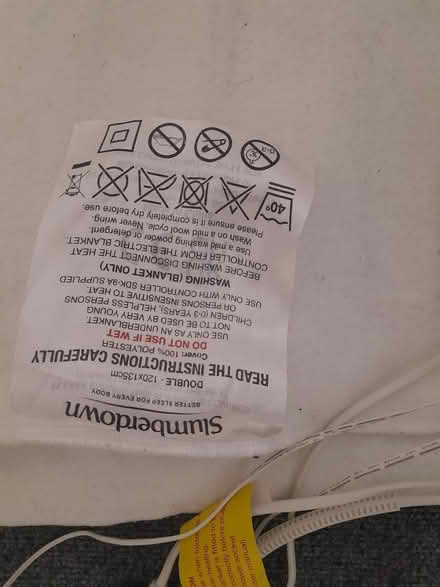 Slumberdown
BETTER SLEEP FOR EVERY BODY
DOUBLE - 120x135cm
READ THE INSTRUCTIONS CAREFULLY
Cover: 100% POLYESTER
DO NOT USE IF WET
USE ONLY AS AN UNDERBLANKET.
NOT TO BE USED BY VERY YOUNG
CHILDREN (0-3 YEARS), HELPLESS PERSONS
OR PERSONS INSENSITIVE TO HEAT
USE ONLY WITH CONTROLLER SDK-9A SUPPLIED
WASHING (BLANKET ONLY)
BEFORE WASHING DISCONNECT THE HEAT
CONTROLLER FROM THE ELECTRIC BLANKET.
Use a mild washing powder or detergent.
Wash on a mild wool cycle. Never wring.
Please ensure it is completely dry before use.
40°
0-3